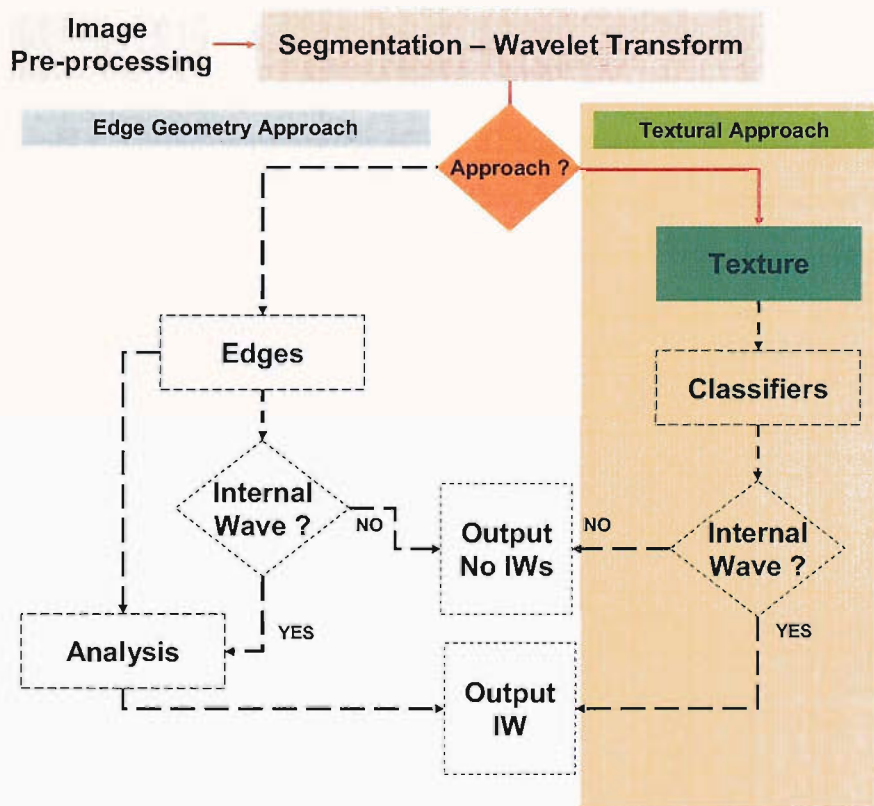 Image
Pre-processing
Segmentation – Wavelet Transform
Edge Geometry Approach
Textural Approach
Approach ?
Texture
Edges
Classifiers
Internal
Wave ?
NO
Output
No IWs
NO
Internal
Wave ?
YES
YES
Analysis
Output
IW